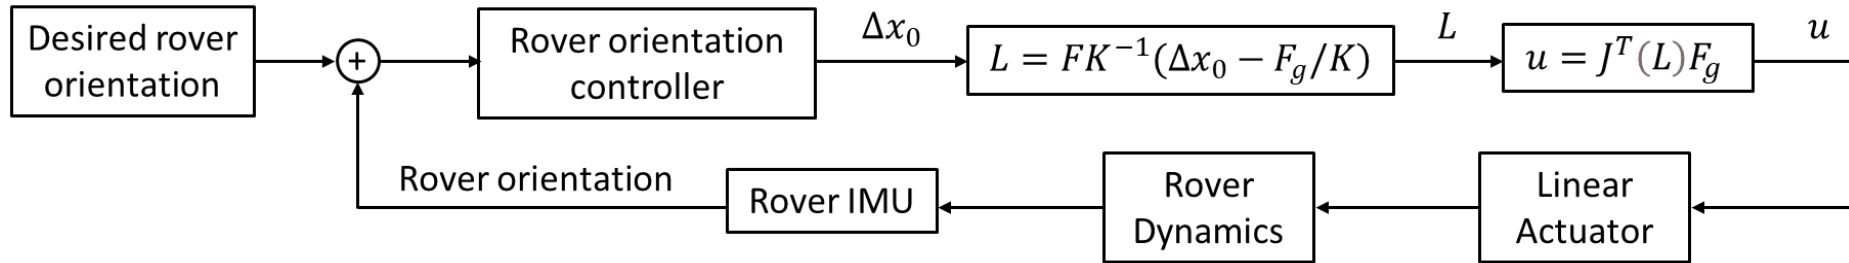 Desired rover
orientation
+
Rover orientation
controller
Δx₀
L = FK⁻¹(Δx₀ − F_g/K)
L
u = Jᵀ(L)F_g
u
Rover orientation
Rover IMU
Rover
Dynamics
Linear
Actuator